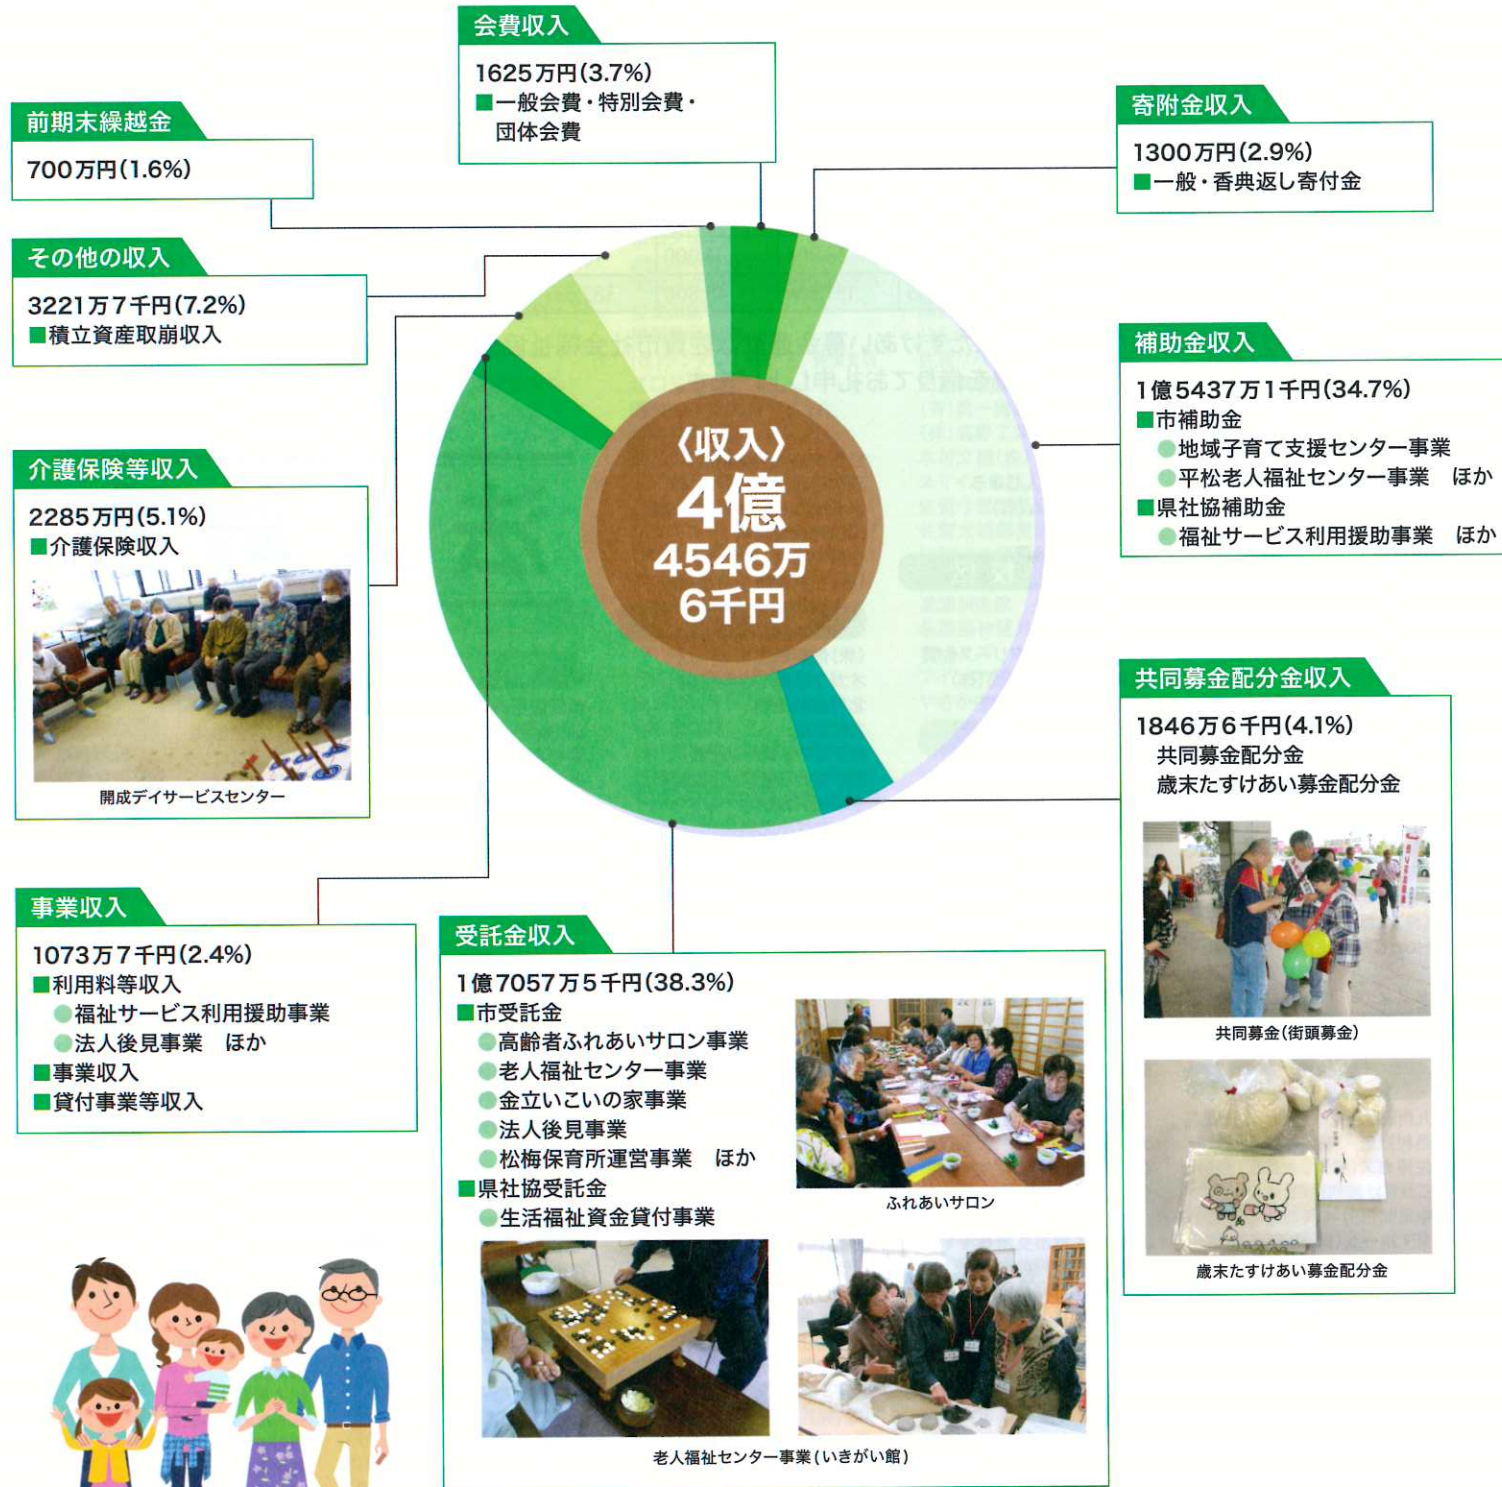 会費収入
1625万円(3.7%)
■一般会費・特別会費・
団体会費
前期末繰越金
700万円(1.6%)
寄附金収入
1300万円(2.9%)
■一般・香典返し寄付金
その他の収入
3221万7千円(7.2%)
■積立資産取崩収入
補助金収入
1億5437万1千円(34.7%)
■市補助金
●地域子育て支援センター事業
●平松老人福祉センター事業 ほか
■県社協補助金
●福祉サービス利用援助事業 ほか
〈収入〉
4億
4546万
6千円
介護保険等収入
2285万円(5.1%)
■介護保険収入
開成デイサービスセンター
共同募金配分金収入
1846万6千円(4.1%)
共同募金配分金
歳末たすけあい募金配分金
共同募金(街頭募金)
歳末たすけあい募金配分金
事業収入
1073万7千円(2.4%)
■利用料等収入
●福祉サービス利用援助事業
●法人後見事業 ほか
■事業収入
■貸付事業等収入
受託金収入
1億7057万5千円(38.3%)
■市受託金
●高齢者ふれあいサロン事業
●老人福祉センター事業
●金立いこいの家事業
●法人後見事業
●松梅保育所運営事業 ほか
■県社協受託金
●生活福祉資金貸付事業
ふれあいサロン
老人福祉センター事業(いきがい館)